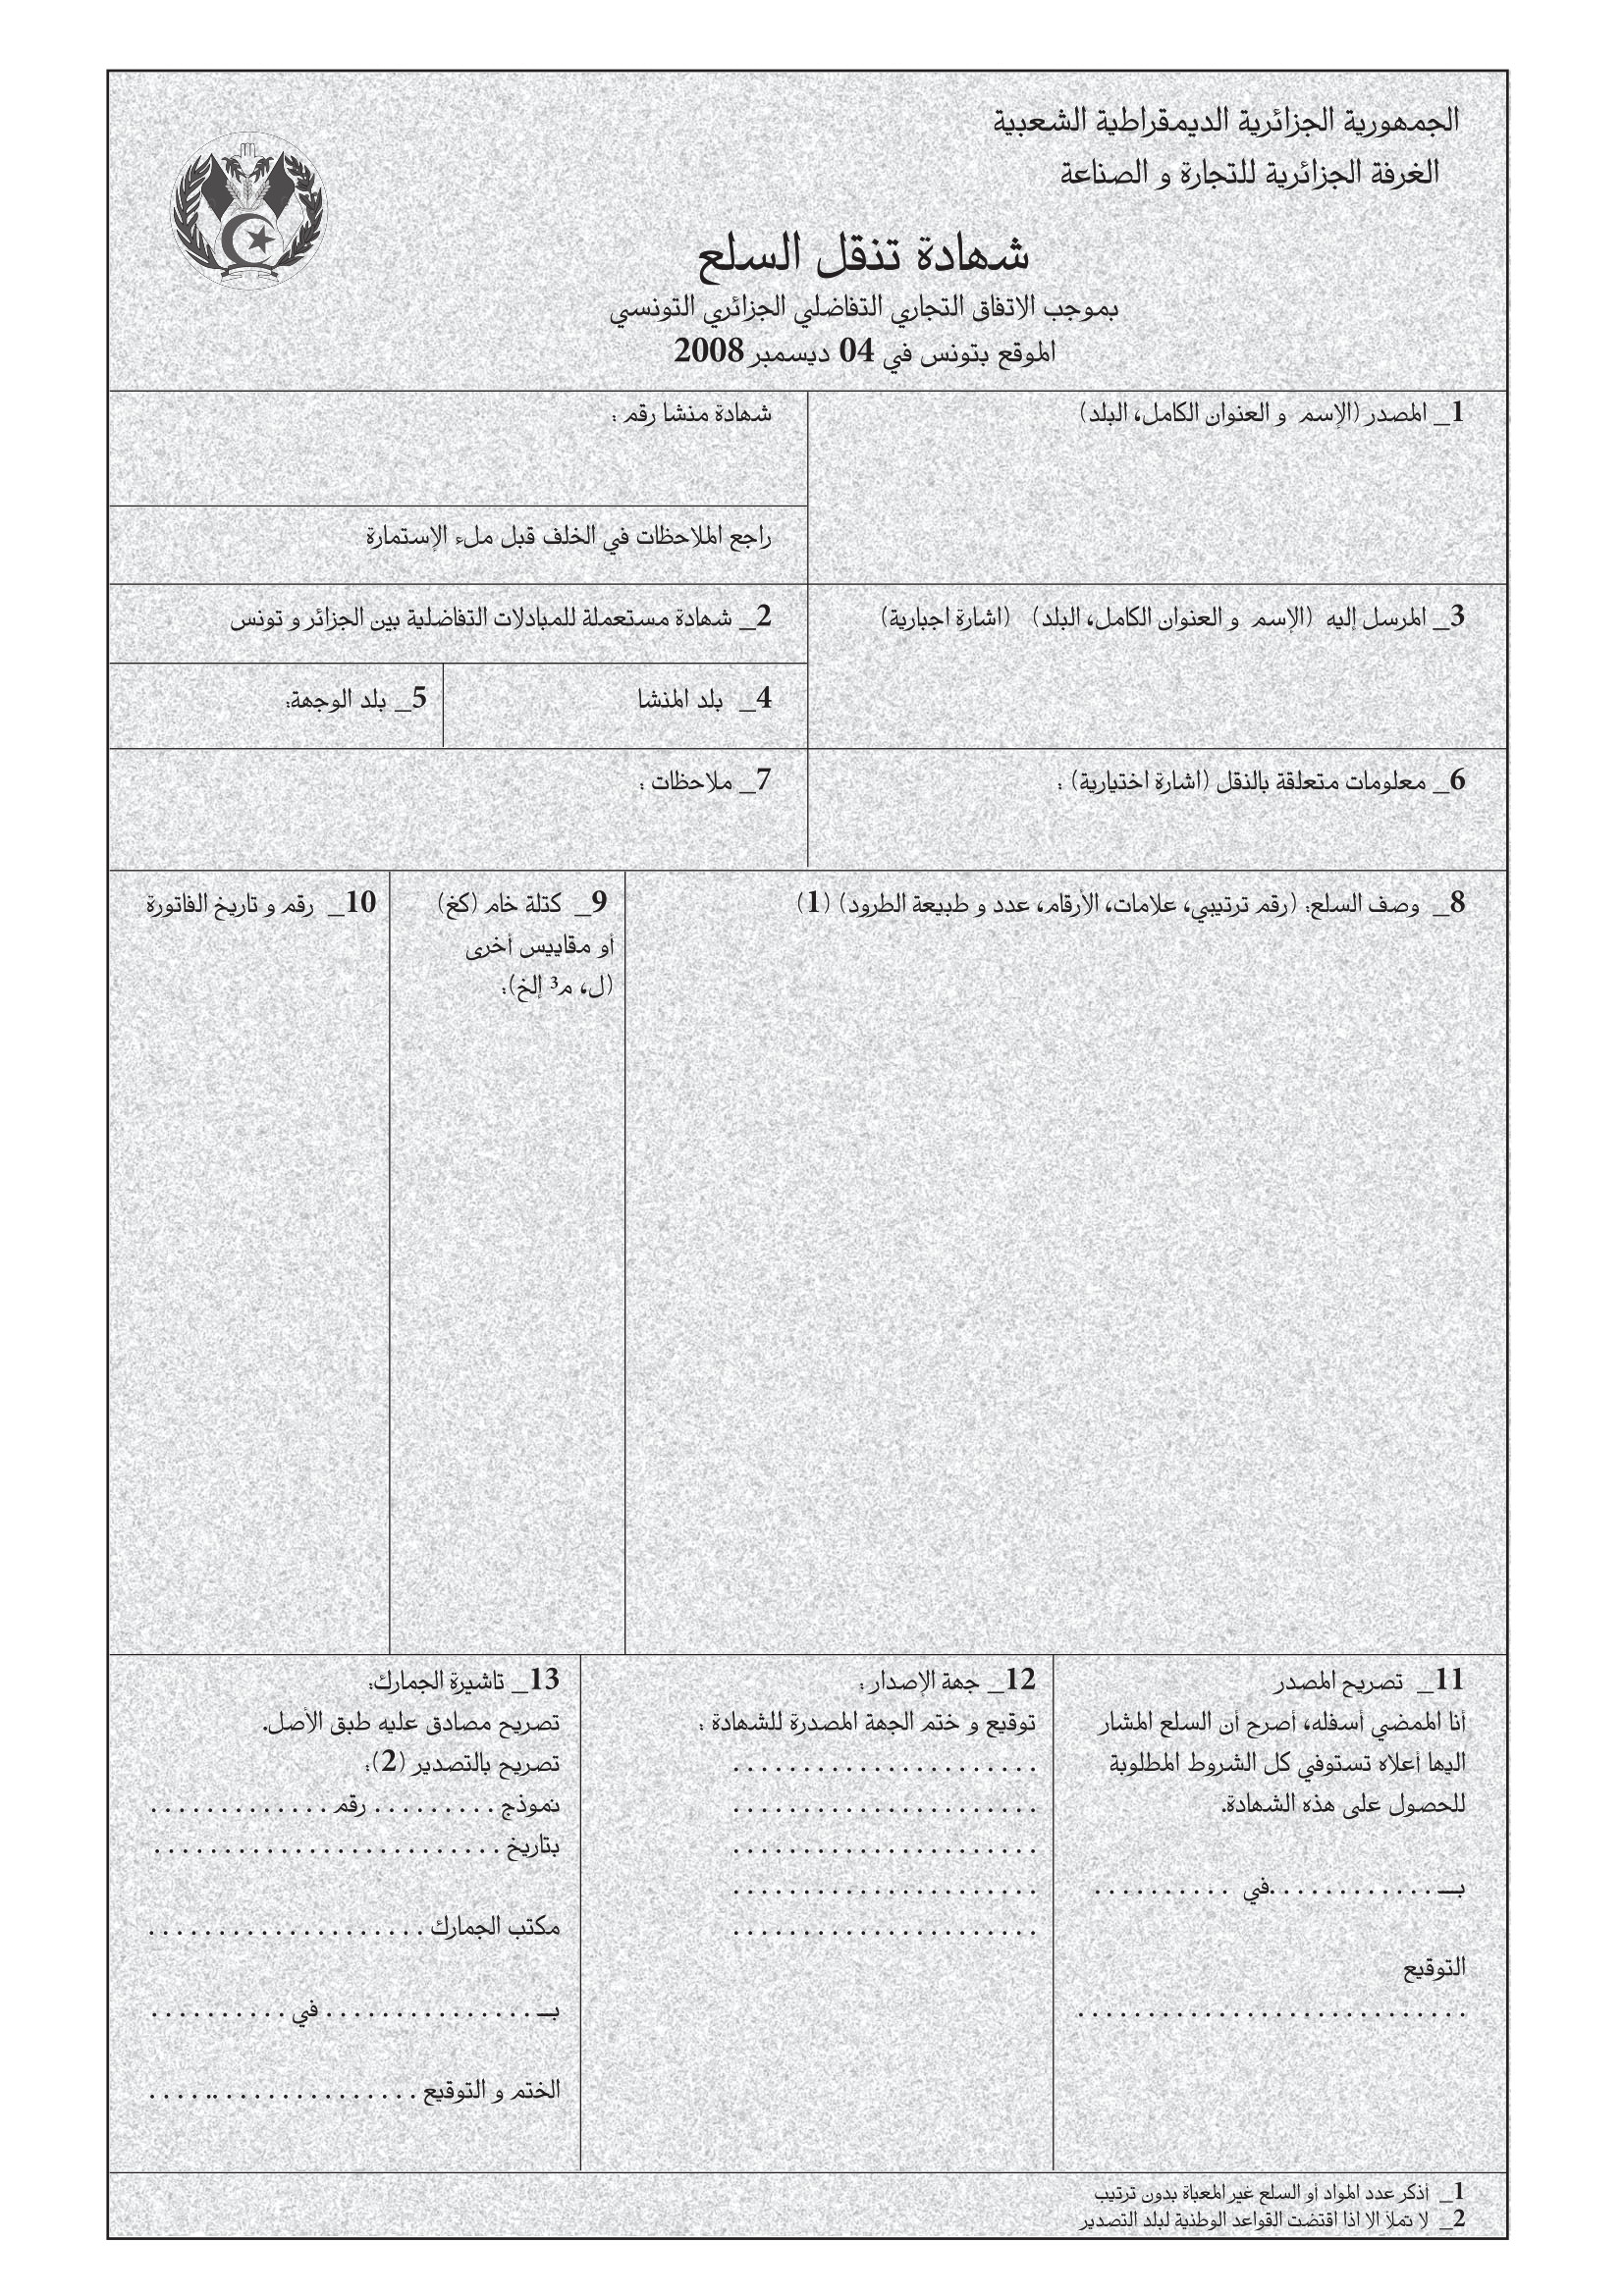 الجمهورية الجزائرية الديمقراطية الشعبية
الغرفة الجزائرية للتجارة و الصناعة
شهادة تنقل السلع
بموجب الاتفاق التجاري التفاضلي الجزائري التونسي
الموقع بتونس في 04 ديسمبر 2008
1_ المصدر (الإسم و العنوان الكامل، البلد)
شهادة منشا رقم :
راجع الملاحظات في الخلف قبل ملء الإستمارة
3_ المرسل إليه (الإسم و العنوان الكامل، البلد) (اشارة اجبارية)
2_ شهادة مستعملة للمبادلات التفاضلية بين الجزائر و تونس
4_ بلد المنشا
5_ بلد الوجهة:
6_ معلومات متعلقة بالنقل (اشارة اختيارية) :
7_ ملاحظات :
8_ وصف السلع: (رقم ترتيبي، علامات، الأرقام، عدد و طبيعة الطرود) (1)
9_ كتلة خام (كغ)
أو مقاييس أخرى
(ل، م³ إلخ):
10_ رقم و تاريخ الفاتورة
11_ تصريح المصدر
أنا الممضي أسفله، أصرح أن السلع المشار
اليها أعلاه تستوفي كل الشروط المطلوبة
للحصول على هذه الشهادة.
بـ.............في ..........
التوقيع
............................
12_ جهة الإصدار :
توقيع و ختم الجهة المصدرة للشهادة :
......................
......................
......................
......................
......................
13_ تاشيرة الجمارك:
تصريح مصادق عليه طبق الأصل.
تصريح بالتصدير (2):
نموذج ......... رقم .............
بتاريخ .........................
مكتب الجمارك ....................
بـ ............... في ..........
الختم و التوقيع ....................
1_ أذكر عدد المواد أو السلع غير المعباة بدون ترتيب
2_ لا تملأ الا اذا اقتضت القواعد الوطنية لبلد التصدير